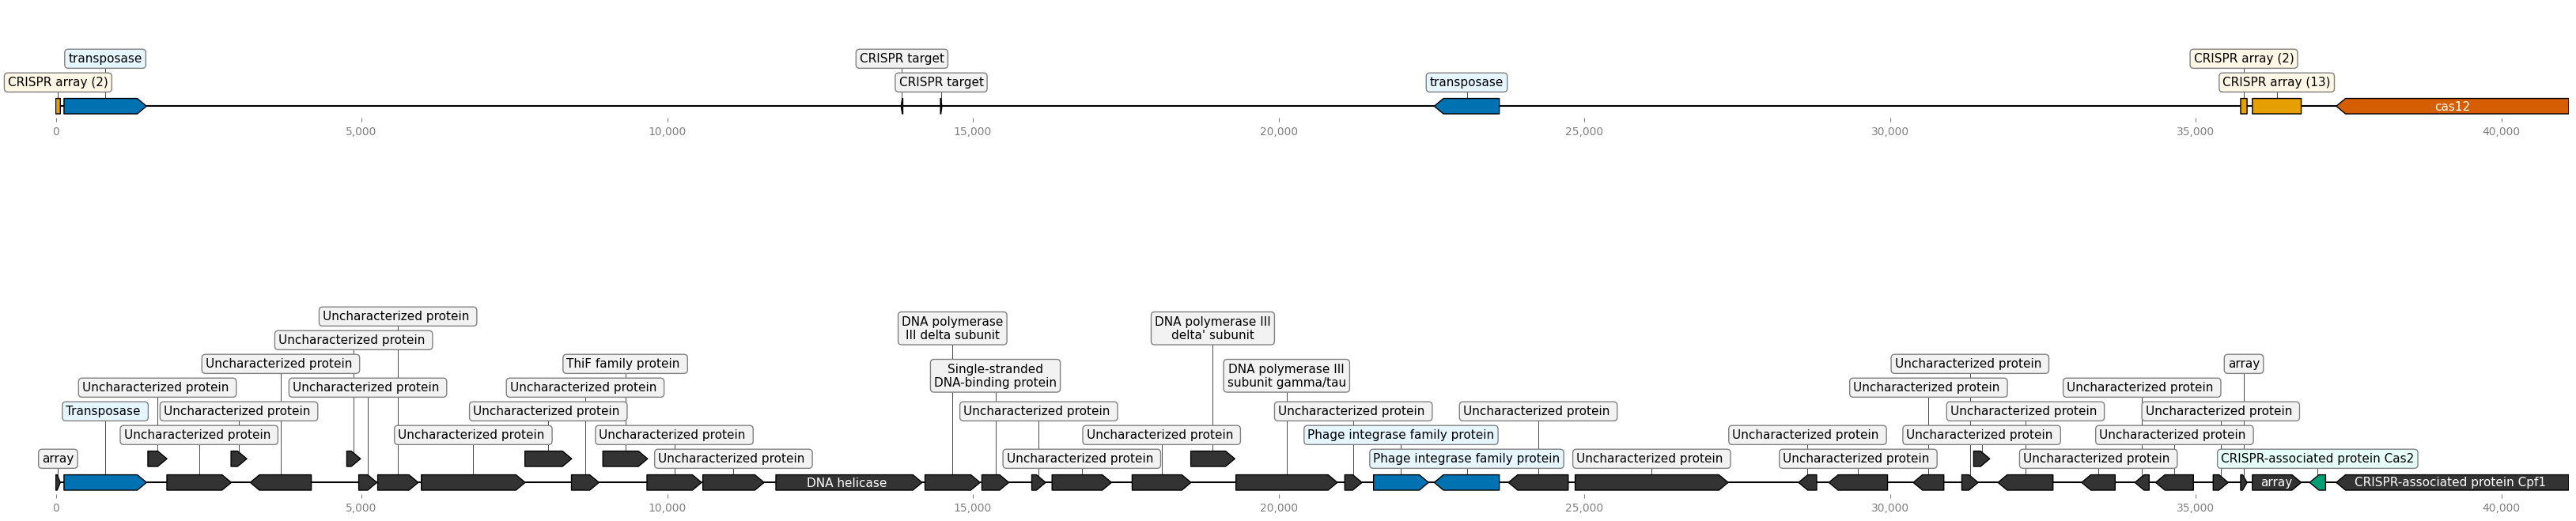 CRISPR target
CRISPR array (2)
transposase
CRISPR array (2)
CRISPR target
transposase
CRISPR array (13)
cas12
0
5,000
10,000
15,000
20,000
25,000
30,000
35,000
40,000
Uncharacterized protein
DNA polymerase
III delta subunit
DNA polymerase III
delta' subunit
Uncharacterized protein
Uncharacterized protein
ThiF family protein
Uncharacterized protein
array
Single-stranded
DNA-binding protein
DNA polymerase III
subunit gamma/tau
Uncharacterized protein
Uncharacterized protein
Uncharacterized protein
Uncharacterized protein
Uncharacterized protein
Transposase
Uncharacterized protein
Uncharacterized protein
Uncharacterized protein
Uncharacterized protein
Uncharacterized protein
Uncharacterized protein
Uncharacterized protein
Uncharacterized protein
Uncharacterized protein
Uncharacterized protein
Uncharacterized protein
Phage integrase family protein
Uncharacterized protein
Uncharacterized protein
Uncharacterized protein
array
Uncharacterized protein
Uncharacterized protein
Phage integrase family protein
Uncharacterized protein
Uncharacterized protein
Uncharacterized protein
CRISPR-associated protein Cas2
DNA helicase
array
CRISPR-associated protein Cpf1
0
5,000
10,000
15,000
20,000
25,000
30,000
35,000
40,000